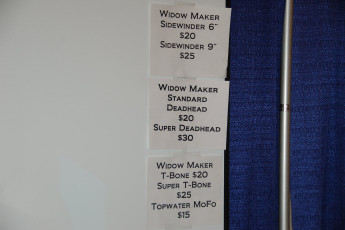 Widow Maker
Sidewinder 6"
$20
Sidewinder 9"
$25
Widow Maker
Standard
Deadhead
$20
Super Deadhead
$30
Widow Maker
T-Bone $20
Super T-Bone
$25
Topwater MoFo
$15